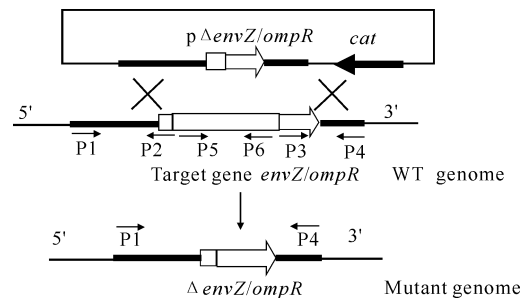 pΔenvZ/ompR
cat
5'
3'
P1
P2
P5
P6
P3
P4
Target gene envZ/ompR
WT genome
5'
P1
P4
3'
ΔenvZ/ompR
Mutant genome